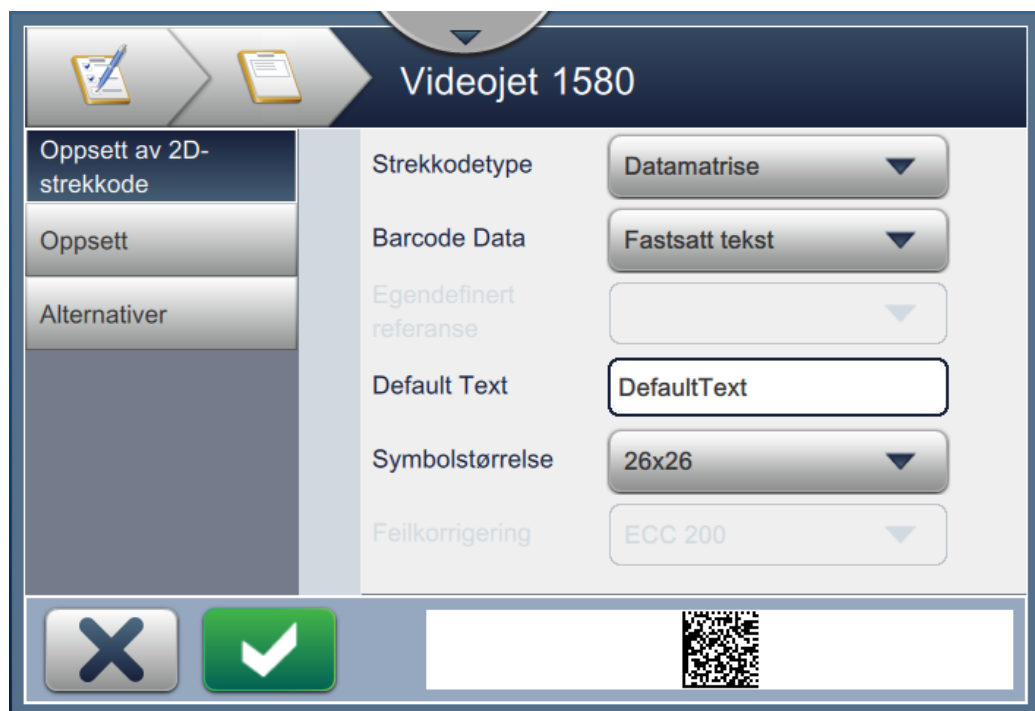 Videojet 1580
Oppsett av 2D-
strekkode
Oppsett
Alternativer
Strekkodetype
Datamatrise
Barcode Data
Fastsatt tekst
Egendefinert
referanse
Default Text
DefaultText
Symbolstørrelse
26x26
Feilkorrigering
ECC 200